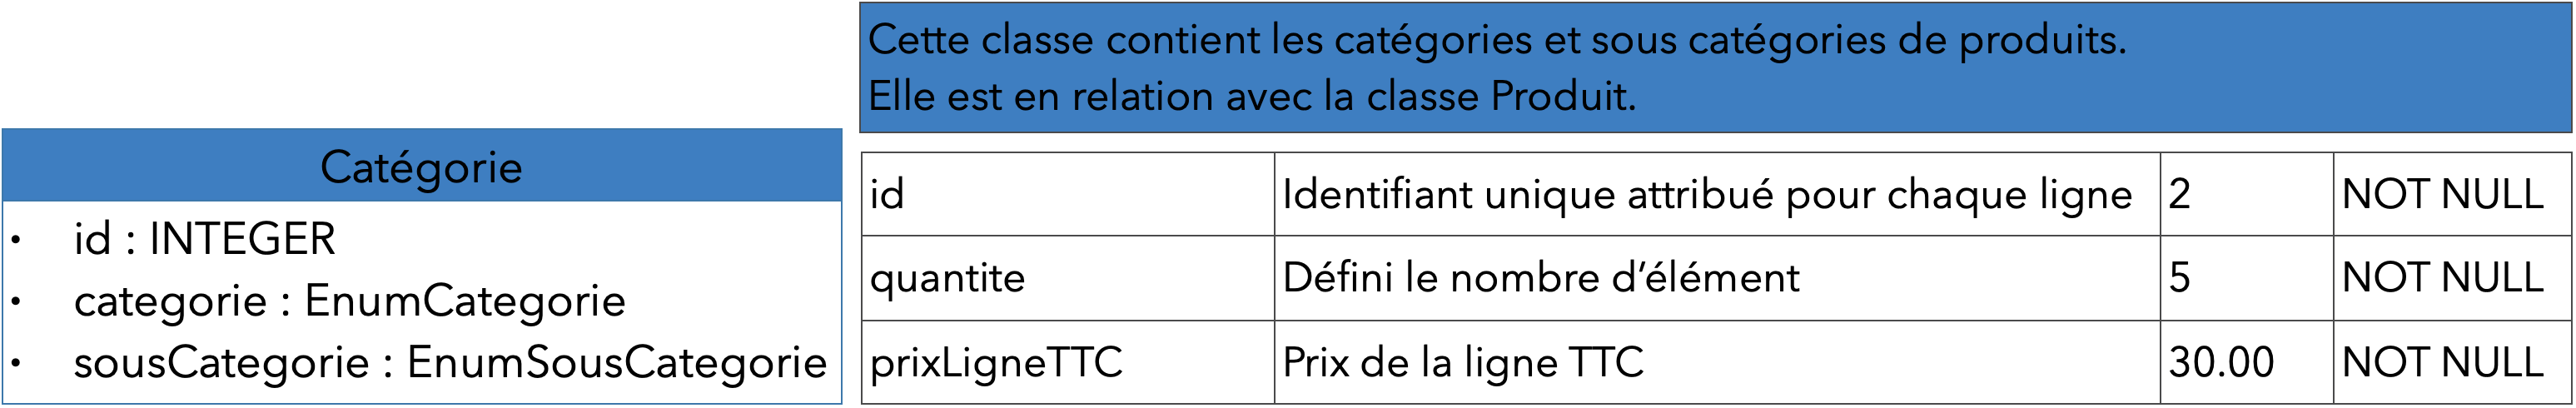 Catégorie
• id : INTEGER
• categorie : EnumCategorie
• sousCategorie : EnumSousCategorie
Cette classe contient les catégories et sous catégories de produits.
Elle est en relation avec la classe Produit.
id Identifiant unique attribué pour chaque ligne 2 NOT NULL
quantite Défini le nombre d’élément 5 NOT NULL
prixLigneTTC Prix de la ligne TTC 30.00 NOT NULL